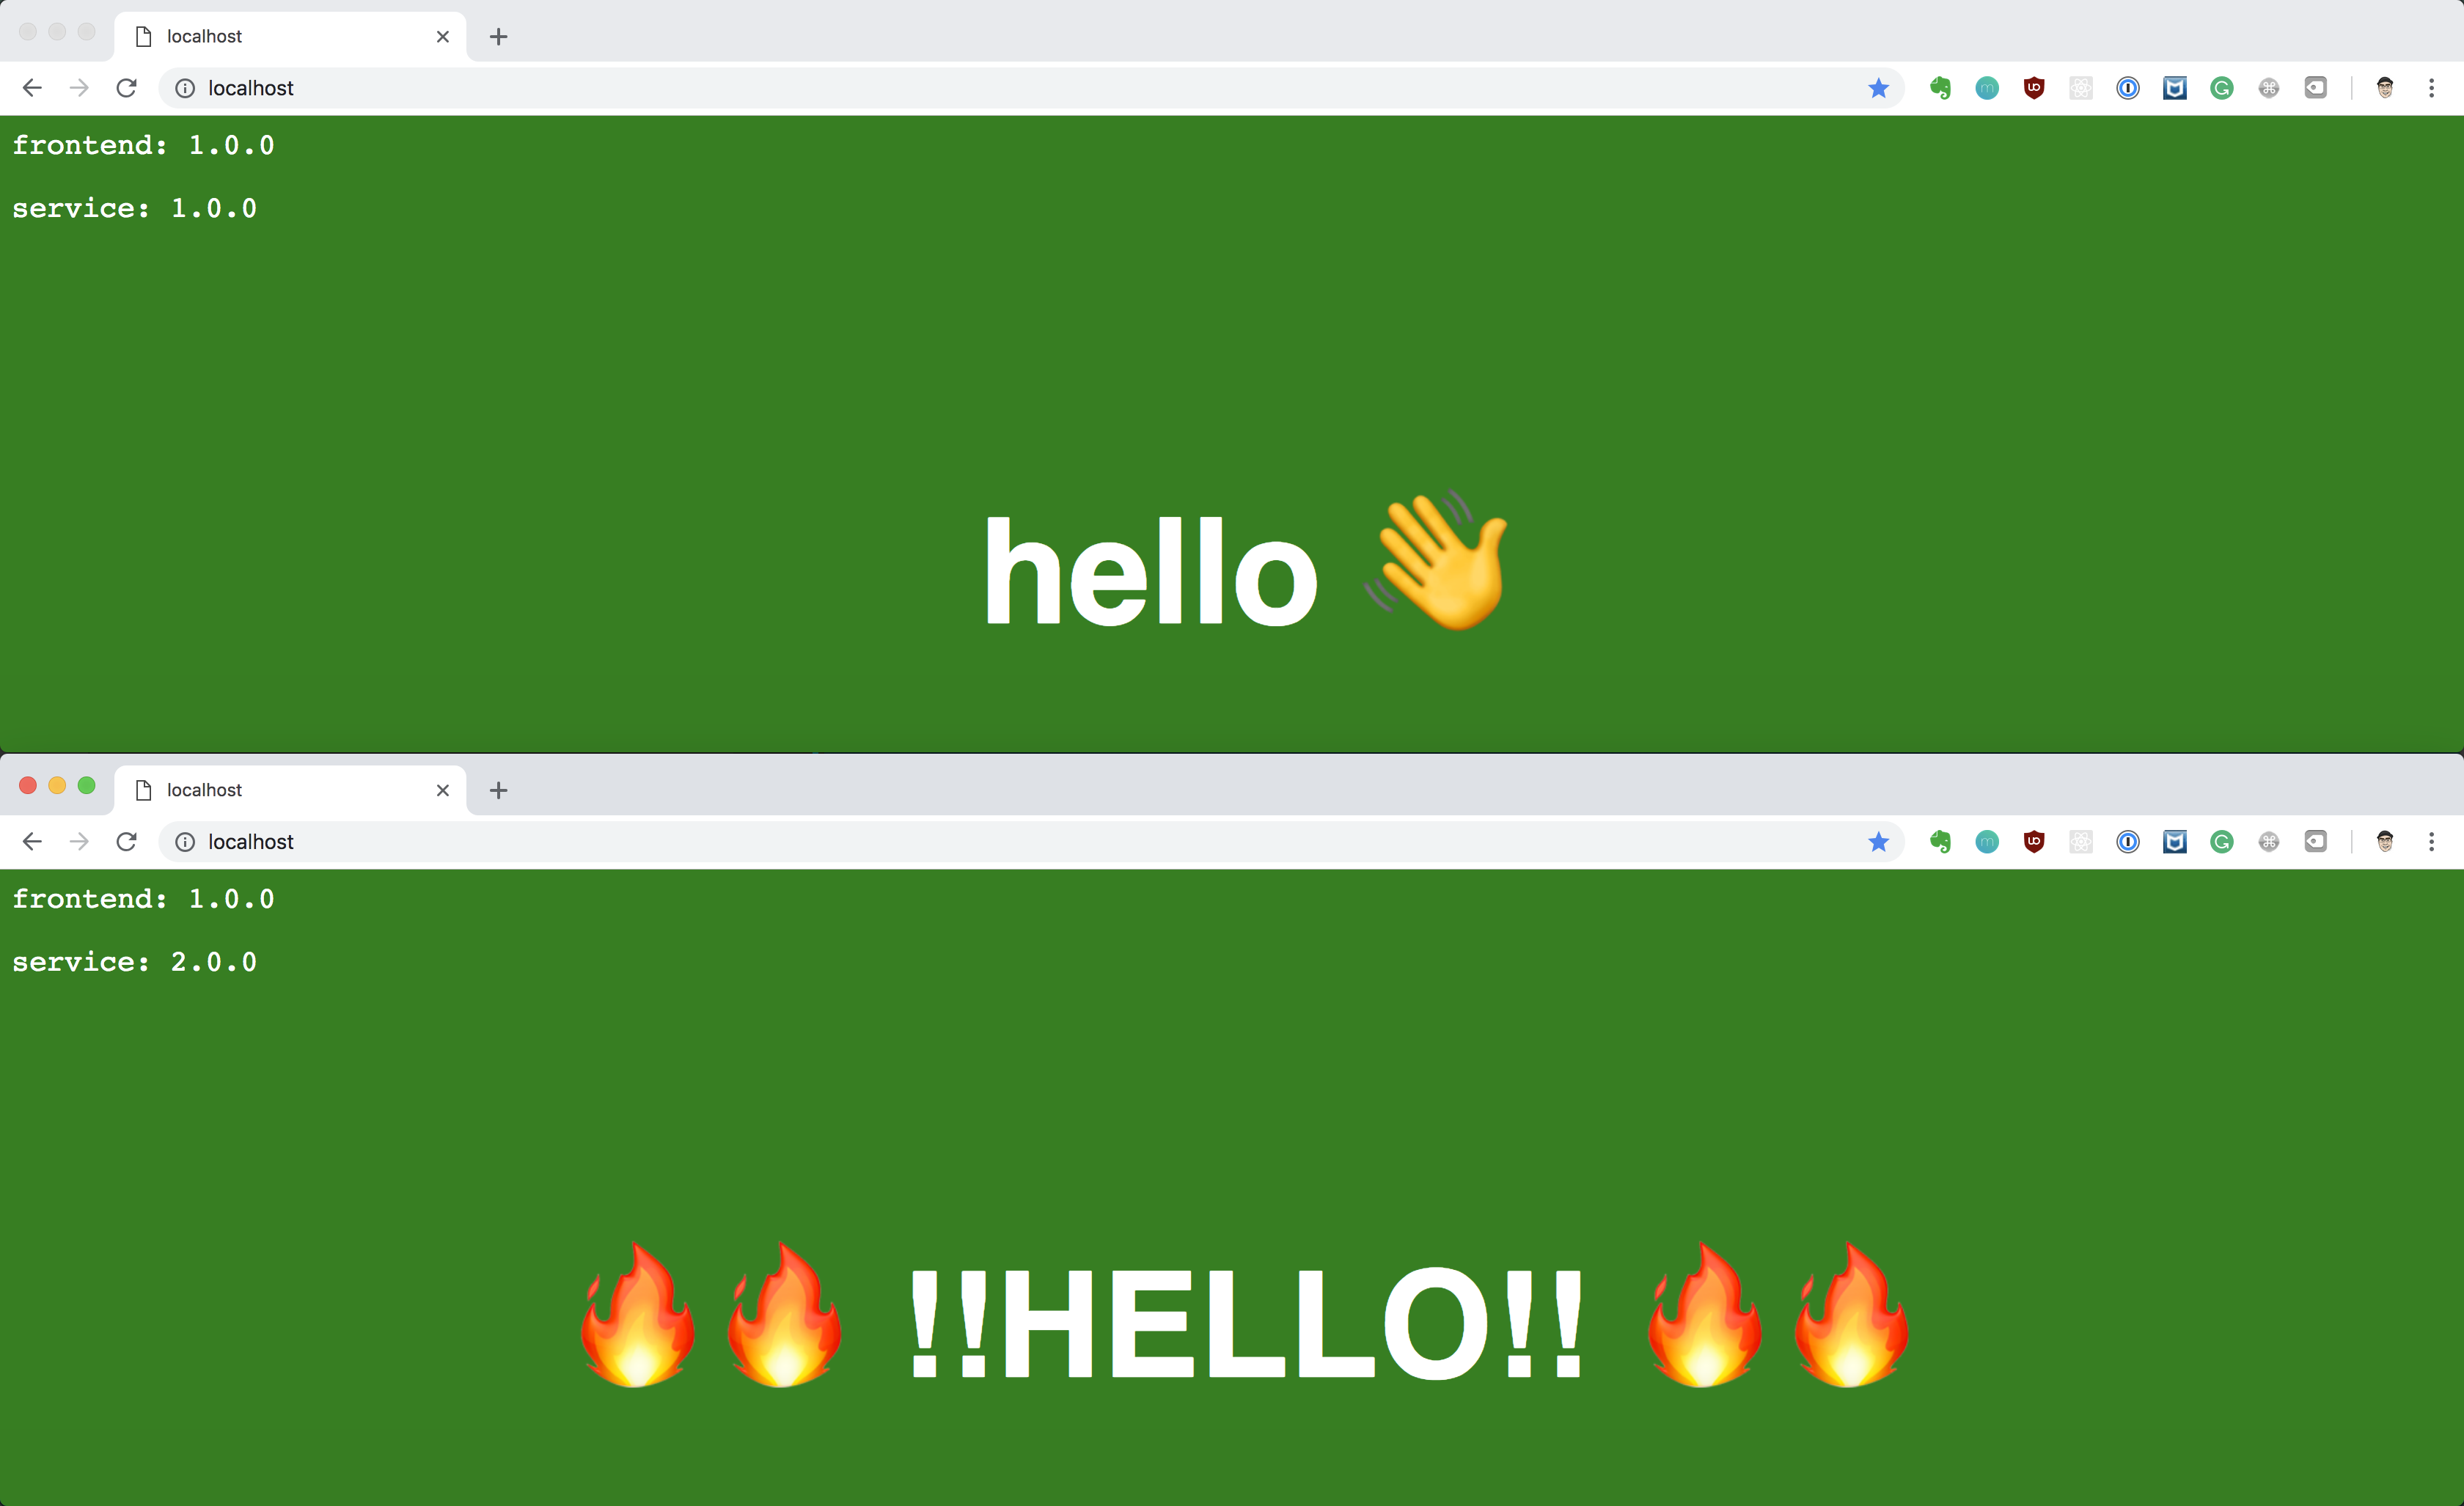 localhost
localhost
frontend: 1.0.0
service: 1.0.0
hello 👋
localhost
localhost
frontend: 1.0.0
service: 2.0.0
🔥🔥 !!HELLO!! 🔥🔥